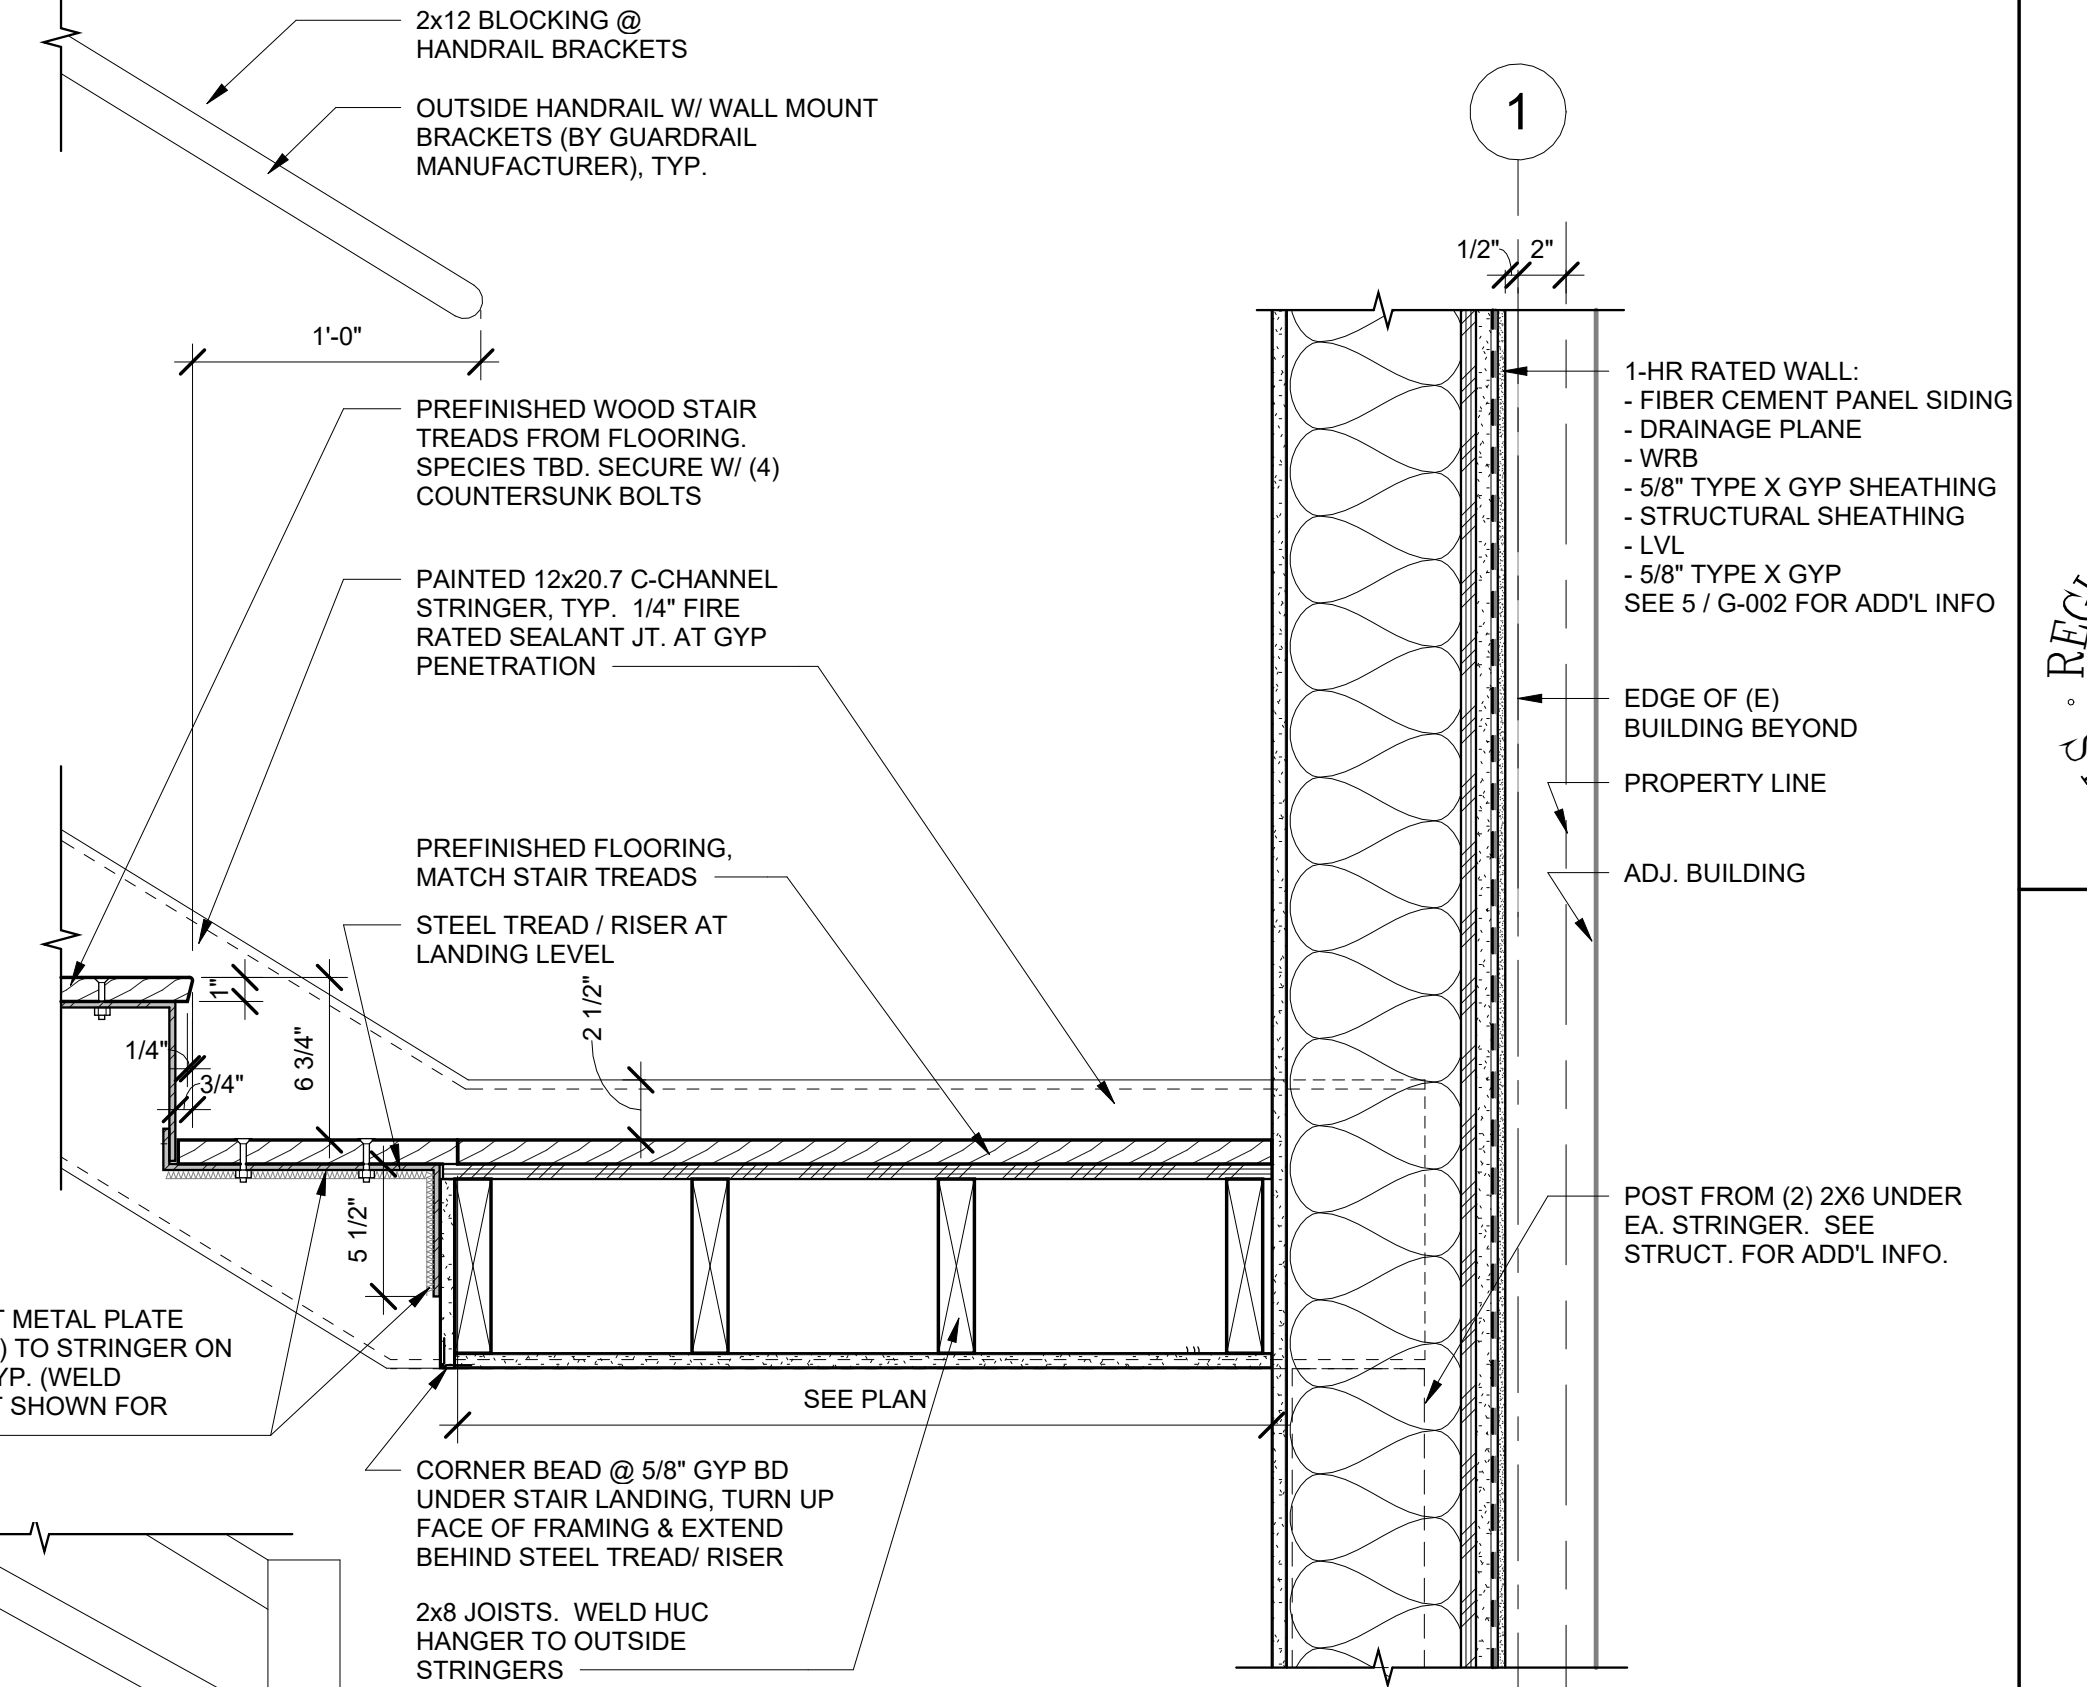 2x12 BLOCKING @
HANDRAIL BRACKETS
OUTSIDE HANDRAIL W/ WALL MOUNT
BRACKETS (BY GUARDRAIL
MANUFACTURER), TYP.
1
1/2"
2"
1'-0"
PREFINISHED WOOD STAIR
TREADS FROM FLOORING.
SPECIES TBD. SECURE W/ (4)
COUNTERSUNK BOLTS
1-HR RATED WALL:
- FIBER CEMENT PANEL SIDING
- DRAINAGE PLANE
- WRB
- 5/8" TYPE X GYP SHEATHING
- STRUCTURAL SHEATHING
- LVL
- 5/8" TYPE X GYP
SEE 5 / G-002 FOR ADD'L INFO
PAINTED 12x20.7 C-CHANNEL
STRINGER, TYP. 1/4" FIRE
RATED SEALANT JT. AT GYP
PENETRATION
EDGE OF (E)
BUILDING BEYOND
PROPERTY LINE
ADJ. BUILDING
PREFINISHED FLOORING,
MATCH STAIR TREADS
STEEL TREAD / RISER AT
LANDING LEVEL
1"
2 1/2"
1/4"
3/4"
6 3/4"
5 1/2"
POST FROM (2) 2X6 UNDER
EA. STRINGER. SEE
STRUCT. FOR ADD'L INFO.
METAL PLATE
) TO STRINGER ON
YP. (WELD
SHOWN FOR
SEE PLAN
CORNER BEAD @ 5/8" GYP BD
UNDER STAIR LANDING, TURN UP
FACE OF FRAMING & EXTEND
BEHIND STEEL TREAD/ RISER
2x8 JOISTS. WELD HUC
HANGER TO OUTSIDE
STRINGERS